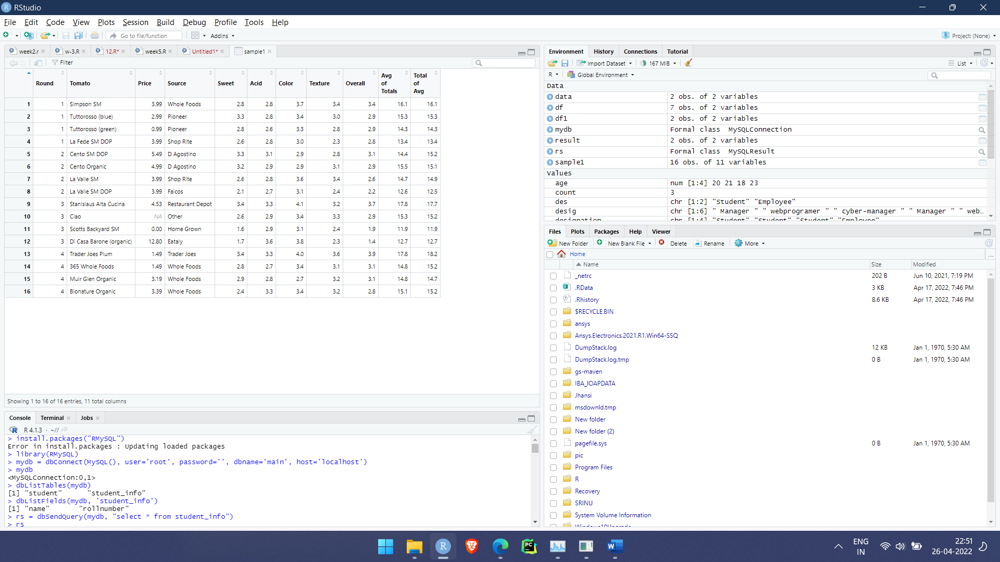 RStudio
File Edit Code View Plots Session Build Debug Profile Tools Help
Go to file/function Addins Project: (None)
week2.r w-3.R 12.R* week5.R Untitled1* sample1
Filter
Round Tomato Price Source Sweet Acid Color Texture Overall Avg of Totals Total of Avg
1 1 Simpson SM 3.99 Whole Foods 2.8 2.8 3.7 3.4 3.4 16.1 16.1
2 1 Tuttorosso (blue) 2.99 Pioneer 3.3 2.8 3.4 3.0 2.9 15.3 15.3
3 1 Tuttorosso (green) 0.99 Pioneer 2.8 2.6 3.3 2.8 2.9 14.3 14.3
4 1 La Fede SM DOP 3.99 Shop Rite 2.6 2.8 3.0 2.3 2.8 13.4 13.4
5 2 Cento SM DOP 5.49 D Agostino 3.3 3.1 2.9 2.8 3.1 14.4 15.2
6 2 Cento Organic 4.99 D Agostino 3.2 2.9 2.9 3.1 2.9 15.5 15.1
7 2 La Valle SM 3.99 Shop Rite 2.6 2.8 3.6 3.4 2.6 14.7 14.9
8 2 La Valle SM DOP 3.99 Faicos 2.1 2.7 3.1 2.4 2.2 12.6 12.5
9 3 Stanislaus Alta Cucina 4.53 Restaurant Depot 3.4 3.3 4.1 3.2 3.7 17.8 17.7
10 3 Ciao NA Other 2.6 2.9 3.4 3.3 2.9 15.3 15.2
11 3 Scotts Backyard SM 0.00 Home Grown 1.6 2.9 3.1 2.4 1.9 11.9 11.9
12 3 Di Casa Barone (organic) 12.80 Eataly 1.7 3.6 3.8 2.3 1.4 12.7 12.7
13 4 Trader Joes Plum 1.49 Trader Joes 3.4 3.3 4.0 3.6 3.9 17.8 18.2
14 4 365 Whole Foods 1.49 Whole Foods 2.8 2.7 3.4 3.1 3.1 14.8 15.2
15 4 Muir Glen Organic 3.19 Whole Foods 2.9 2.8 2.7 3.2 3.1 14.8 14.7
16 4 Bionature Organic 3.39 Whole Foods 2.4 3.3 3.4 3.2 2.8 15.1 15.2
Showing 1 to 16 of 16 entries, 11 total columns
Console Terminal Jobs
R 4.1.3 · ~//
> install.packages("RMySQL")
Error in install.packages : Updating loaded packages
> library(RMySQL)
> mydb = dbConnect(MySQL(), user='root', password='', dbname='main', host='localhost')
> mydb
<MySQLConnection:0,1>
> dbListTables(mydb)
[1] "student" "student_info"
> dbListFields(mydb, 'student_info')
[1] "name" "rollnumber"
> rs = dbSendQuery(mydb, "select * from student_info")
> rs
Environment History Connections Tutorial
Import Dataset 167 MiB List
R Global Environment
Data
data 2 obs. of 2 variables
df 7 obs. of 2 variables
df1 2 obs. of 2 variables
mydb Formal class MySQLConnection
result 2 obs. of 2 variables
rs Formal class MySQLResult
sample1 16 obs. of 11 variables
Values
age num [1:4] 20 21 18 23
count 3
des chr [1:2] "Student" "Employee"
desig chr [1:6] " Manager " " webprogramer " " cyber-manager " " Manager " " web…
designation chr [1:4] "Student" "Student" "Student" "Employee"
Files Plots Packages Help Viewer
New Folder New Blank File Delete Rename More
Home ...
Name Size Modified
_netrc 202 B Jun 10, 2021, 7:19 PM
.RData 3 KB Apr 17, 2022, 7:46 PM
.Rhistory 8.6 KB Apr 17, 2022, 7:46 PM
$RECYCLE.BIN
ansys
Ansys.Electronics.2021.R1.Win64-SSQ
DumpStack.log 12 KB Jan 1, 1970, 5:30 AM
DumpStack.log.tmp 0 B Jan 1, 1970, 5:30 AM
gs-maven
IBA_IOAPDATA
Jhansi
msdownld.tmp
New folder
New folder (2)
pagefile.sys 0 B Jan 1, 1970, 5:30 AM
pic
Program Files
R
Recovery
SRINU
System Volume Information
Windows10Upgrade
ENG
IN
22:51
26-04-2022